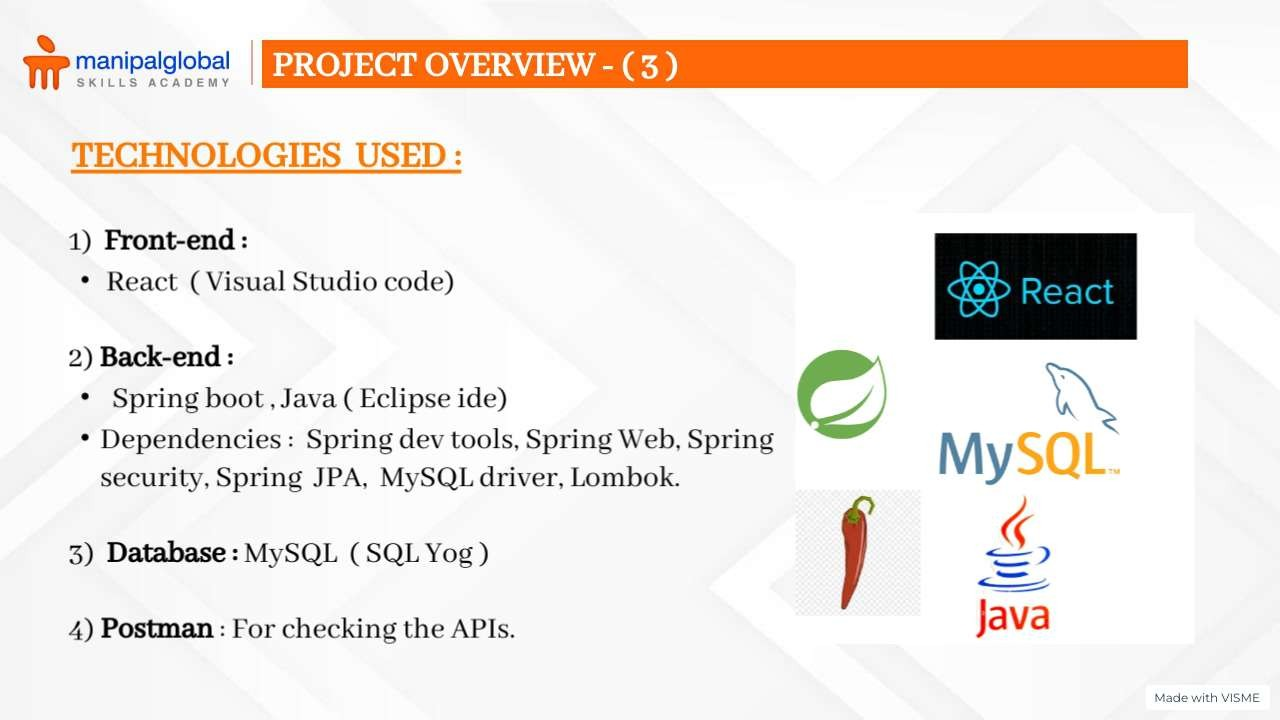 manipalglobal
SKILLS ACADEMY
PROJECT OVERVIEW - ( 3 )
TECHNOLOGIES USED :
1) Front-end :
• React ( Visual Studio code)
2) Back-end :
• Spring boot , Java ( Eclipse ide)
• Dependencies : Spring dev tools, Spring Web, Spring
security, Spring JPA, MySQL driver, Lombok.
3) Database : MySQL ( SQL Yog )
4) Postman : For checking the APIs.
React
MySQL™
Java
Made with VISME